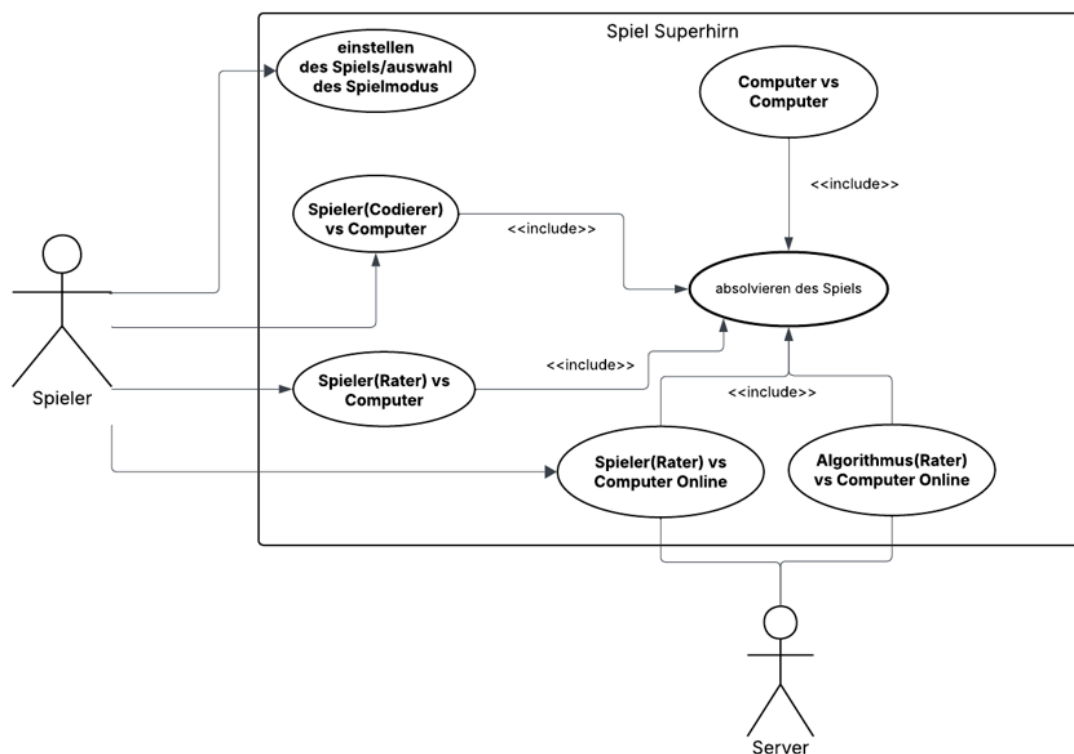 Spiel Superhirn
einstellen
des Spiels/auswahl
des Spielmodus
Computer vs
Computer
<<include>>
Spieler(Codierer)
vs Computer
<<include>>
absolvieren des Spiels
Spieler
Spieler(Rater) vs
Computer
<<include>>
<<include>>
Spieler(Rater) vs
Computer Online
Algorithmus(Rater)
vs Computer Online
Server